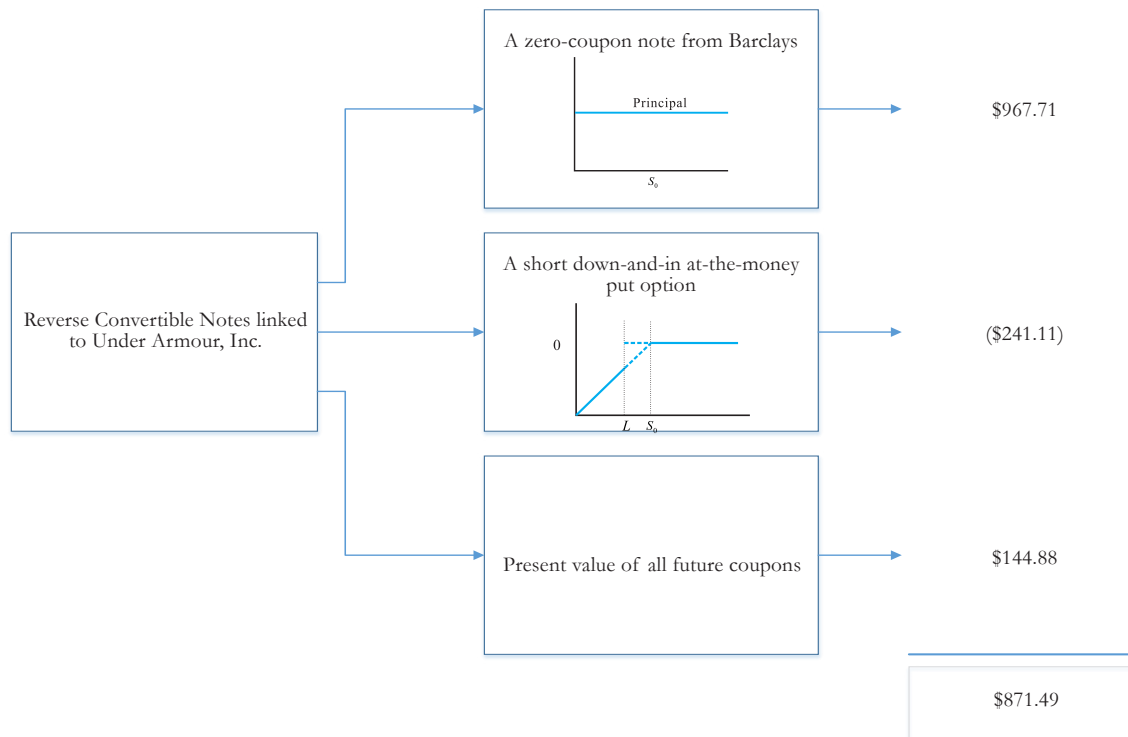 A zero-coupon note from Barclays
Principal
S₀
$967.71
Reverse Convertible Notes linked
to Under Armour, Inc.
A short down-and-in at-the-money
put option
0
L S₀
($241.11)
Present value of all future coupons
$144.88
$871.49